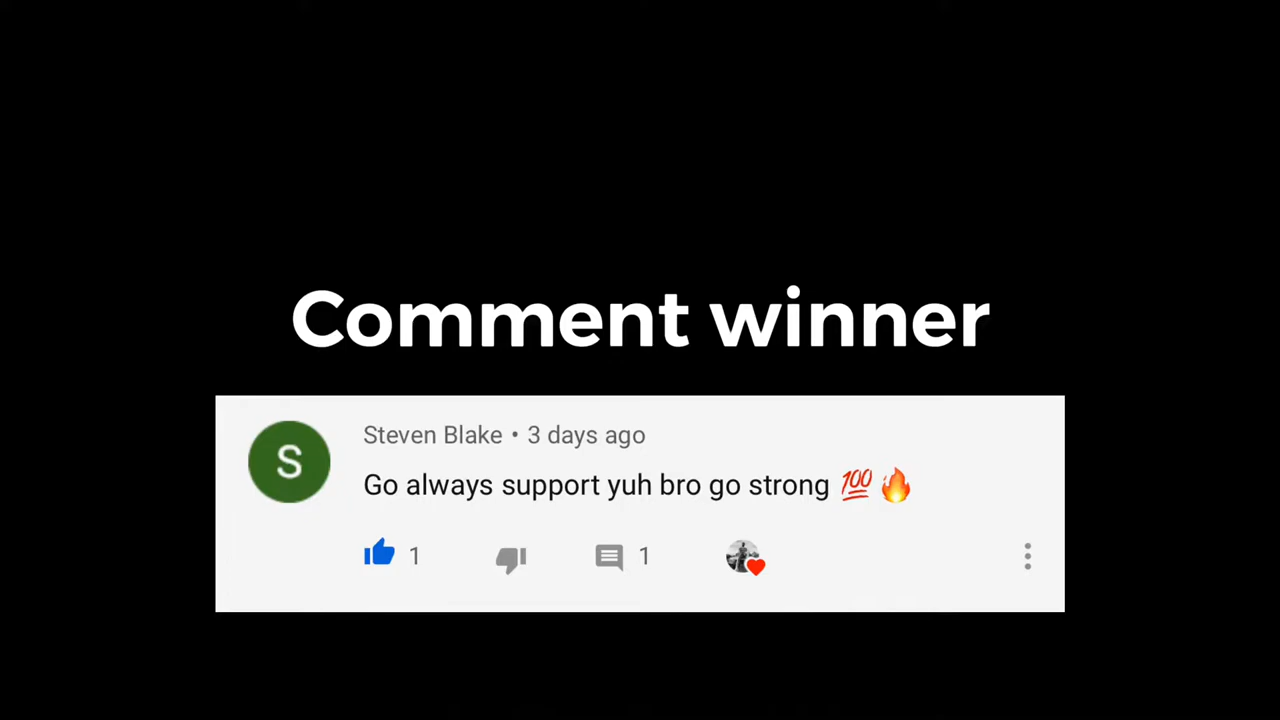 Comment winner
S
Steven Blake • 3 days ago
Go always support yuh bro go strong 💯🔥
1
1